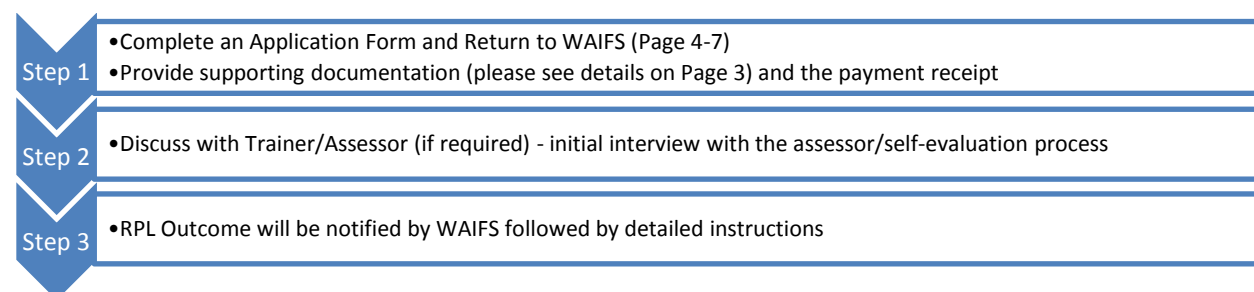 Step 1
•Complete an Application Form and Return to WAIFS (Page 4-7)
•Provide supporting documentation (please see details on Page 3) and the payment receipt
Step 2
•Discuss with Trainer/Assessor (if required) - initial interview with the assessor/self-evaluation process
Step 3
•RPL Outcome will be notified by WAIFS followed by detailed instructions